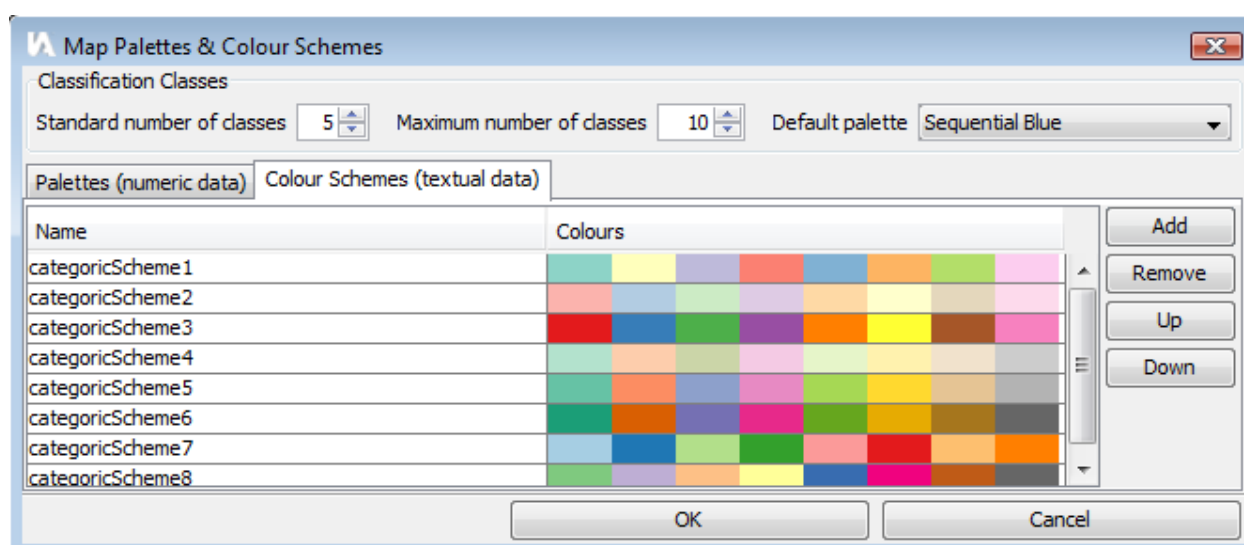 Map Palettes & Colour Schemes
Classification Classes
Standard number of classes 5 Maximum number of classes 10 Default palette Sequential Blue
Palettes (numeric data) Colour Schemes (textual data)
Name Colours Add
categoricScheme1 Remove
categoricScheme2
categoricScheme3 Up
categoricScheme4 Down
categoricScheme5
categoricScheme6
categoricScheme7
categoricScheme8
OK Cancel